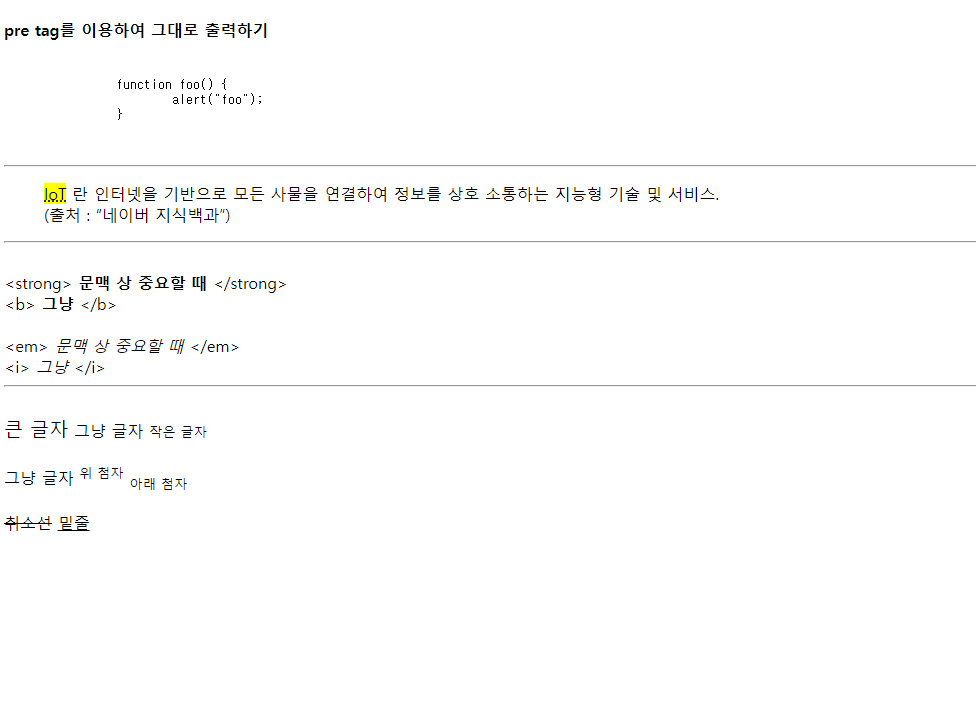 pre tag를 이용하여 그대로 출력하기
function foo() {
alert("foo");
}
IoT 란 인터넷을 기반으로 모든 사물을 연결하여 정보를 상호 소통하는 지능형 기술 및 서비스.
(출처 : “네이버 지식백과”)
<strong> 문맥 상 중요할 때 </strong>
<b> 그냥 </b>
<em> 문맥 상 중요할 때 </em>
<i> 그냥 </i>
큰 글자 그냥 글자 작은 글자
그냥 글자 위 첨자 아래 첨자
취소선 밑줄